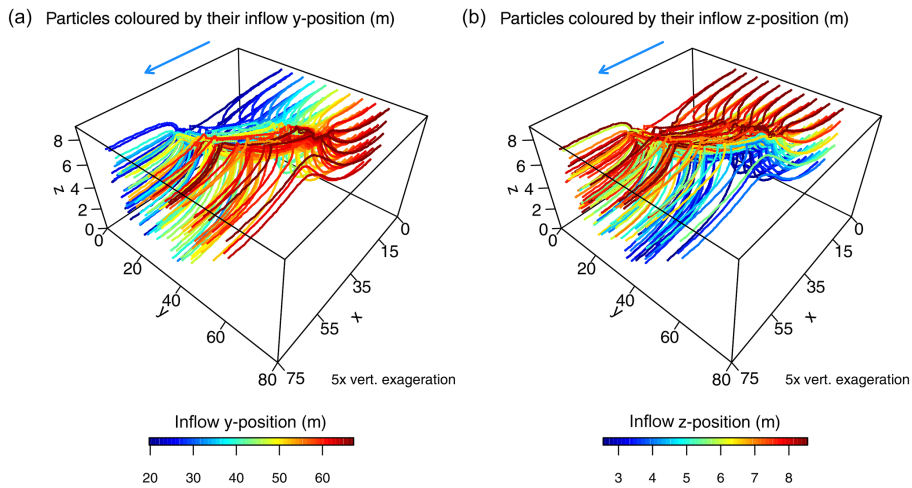 (a) Particles coloured by their inflow y-position (m)
8
6
4
2
0
z
0
20
40
60
80
y
0
15
35
55
75
x
5x vert. exageration
Inflow y-position (m)
20 30 40 50 60
(b) Particles coloured by their inflow z-position (m)
8
6
4
2
0
z
0
20
40
60
80
y
0
15
35
55
75
x
5x vert. exageration
Inflow z-position (m)
3 4 5 6 7 8